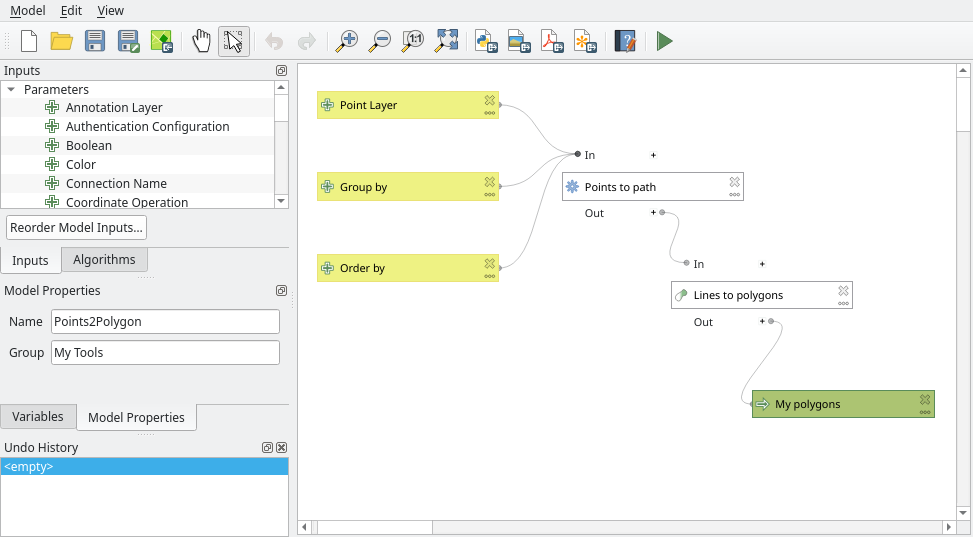 Model Edit View
1:1
Inputs
Parameters
Annotation Layer
Authentication Configuration
Boolean
Color
Connection Name
Coordinate Operation
Reorder Model Inputs...
Inputs Algorithms
Model Properties
Name Points2Polygon
Group My Tools
Variables Model Properties
Undo History
<empty>
Point Layer
Group by
Order by
In +
Points to path
Out +
In +
Lines to polygons
Out +
My polygons